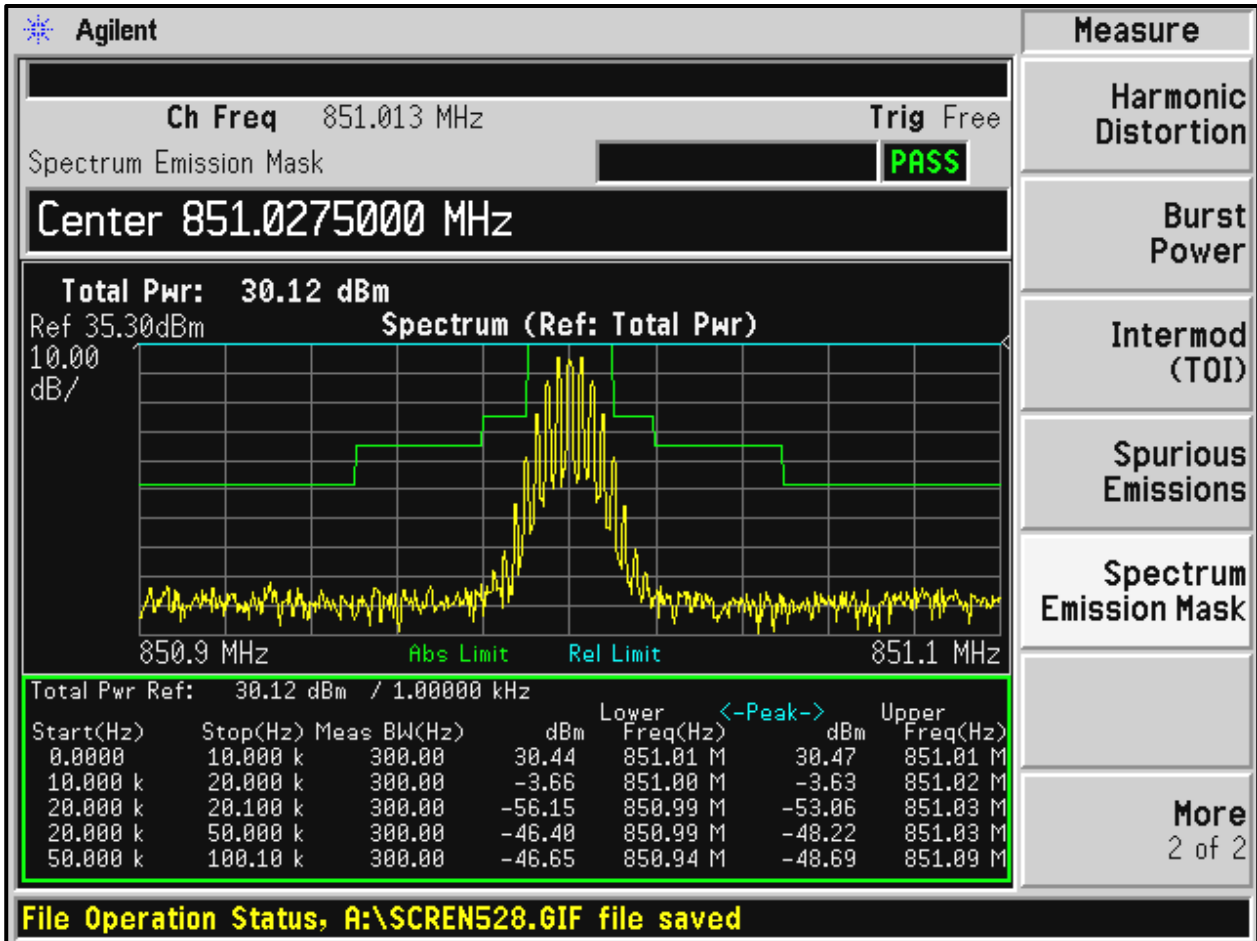 Agilent
Measure
Ch Freq 851.013 MHz Trig Free
Spectrum Emission Mask PASS
Center 851.0275000 MHz
Total Pwr: 30.12 dBm
Ref 35.30dBm Spectrum (Ref: Total Pwr)
10.00
dB/
850.9 MHz Abs Limit Rel Limit 851.1 MHz
Total Pwr Ref: 30.12 dBm / 1.00000 kHz
Lower <-Peak-> Upper
Start(Hz) Stop(Hz) Meas BW(Hz) dBm Freq(Hz) dBm Freq(Hz)
0.0000 10.000 k 300.00 30.44 851.01 M 30.47 851.01 M
10.000 k 20.000 k 300.00 -3.66 851.00 M -3.63 851.02 M
20.000 k 20.100 k 300.00 -56.15 850.99 M -53.06 851.03 M
20.000 k 50.000 k 300.00 -46.40 850.99 M -48.22 851.03 M
50.000 k 100.10 k 300.00 -46.65 850.94 M -48.69 851.09 M
Harmonic
Distortion
Burst
Power
Intermod
(TOI)
Spurious
Emissions
Spectrum
Emission Mask
More
2 of 2
File Operation Status, A:\SCREN528.GIF file saved